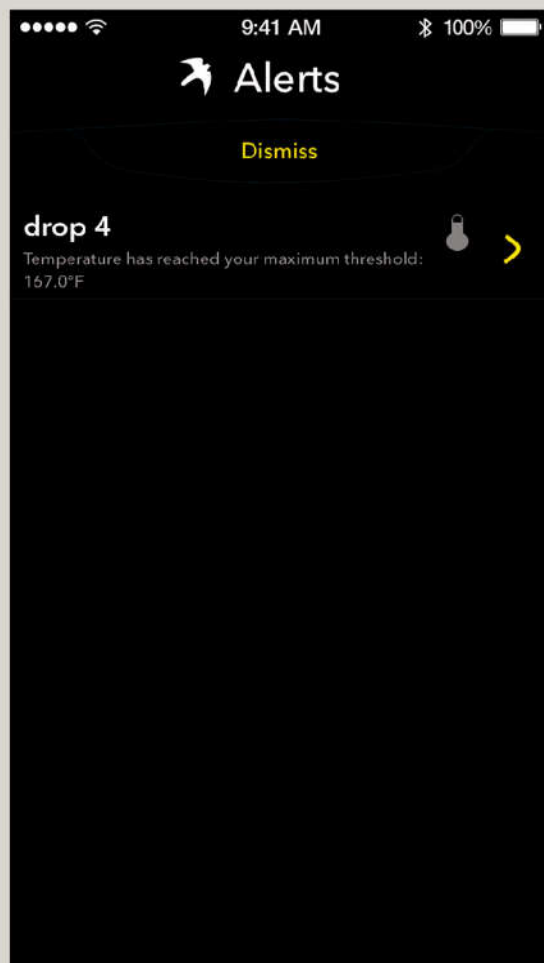 9:41 AM 100%
Alerts
Dismiss
drop 4
Temperature has reached your maximum threshold:
167.0°F